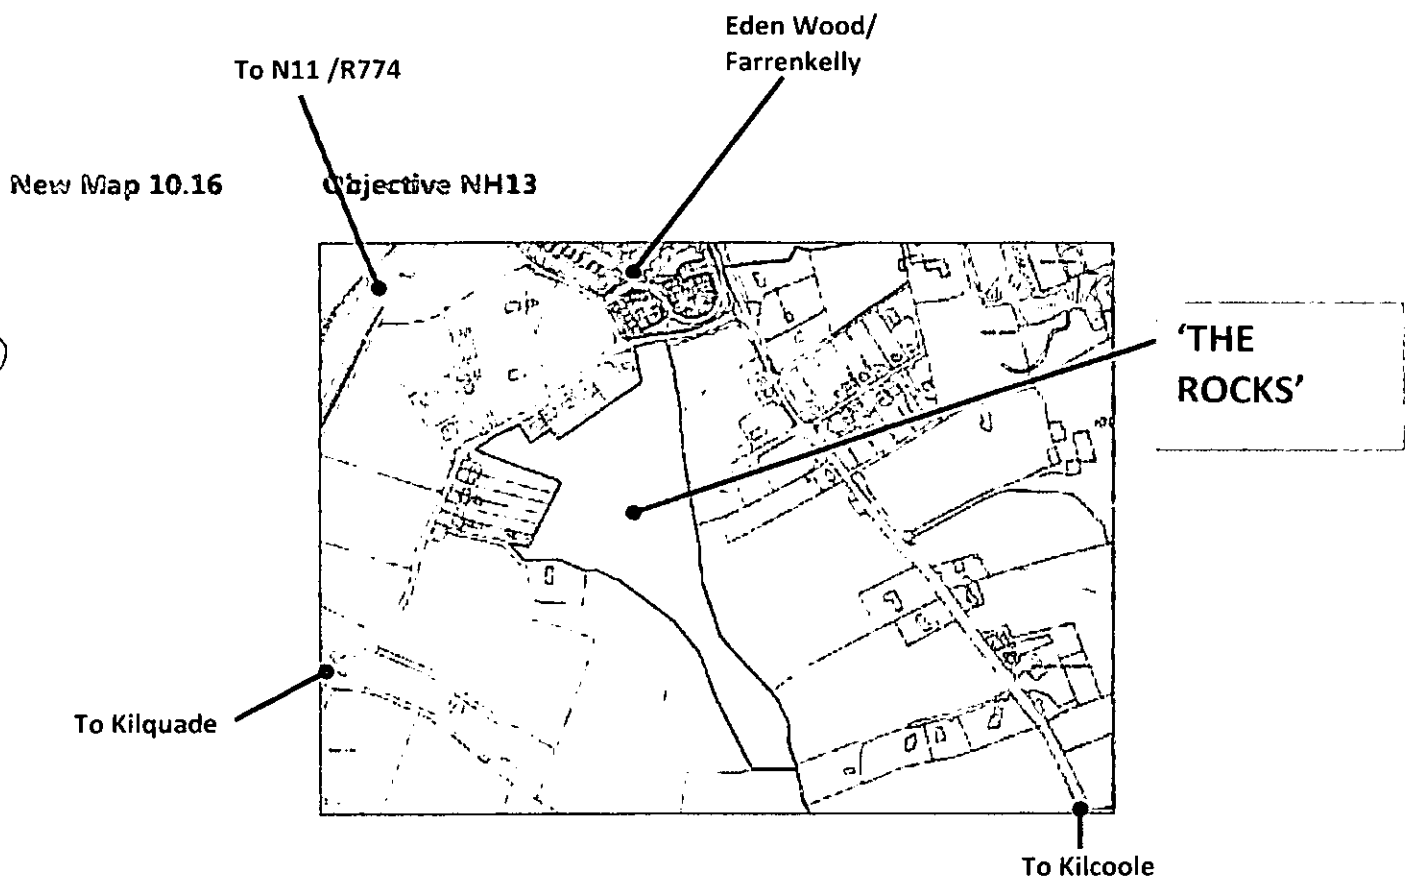 Eden Wood/
Farrenkelly
To N11 /R774
New Map 10.16 Objective NH13
‘THE
ROCKS’
To Kilquade
To Kilcoole